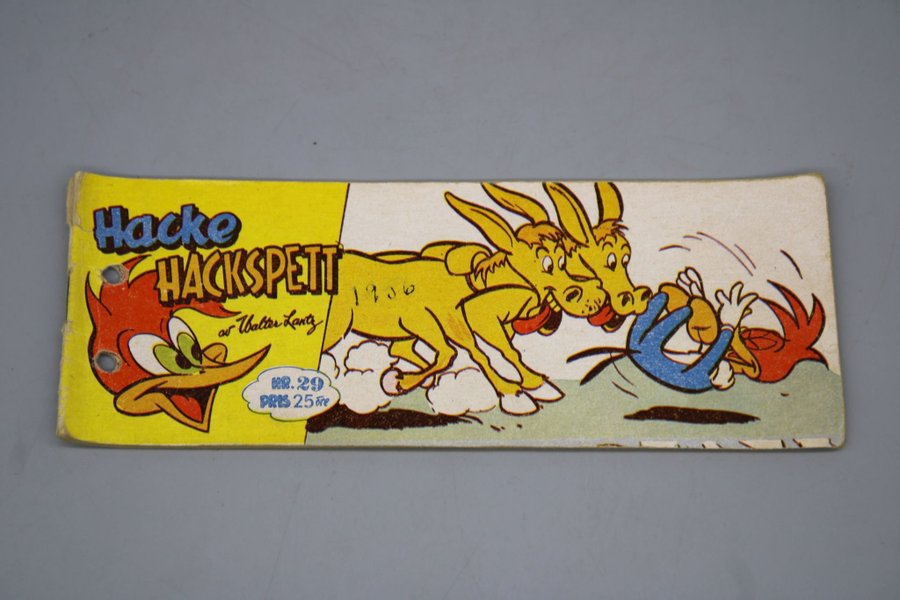 Hacke
HACKSPETT
av Walter Lantz
NR. 29
PRIS 25 öre
1956